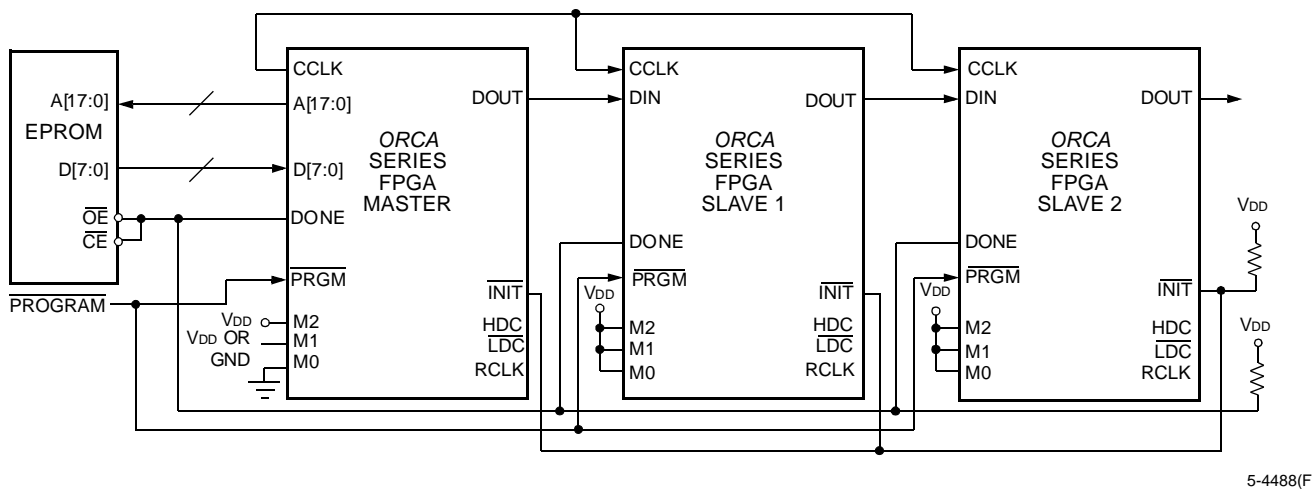 A[17:0]
EPROM
D[7:0]
OE
CE
PROGRAM
VDD
VDD OR
GND
CCLK
A[17:0]
DOUT
ORCA
SERIES
FPGA
MASTER
D[7:0]
DONE
PRGM
INIT
M2
M1
M0
HDC
LDC
RCLK
CCLK
DIN
DOUT
ORCA
SERIES
FPGA
SLAVE 1
DONE
PRGM
VDD
INIT
M2
M1
M0
HDC
LDC
RCLK
CCLK
DIN
DOUT
ORCA
SERIES
FPGA
SLAVE 2
DONE
PRGM
VDD
INIT
M2
M1
M0
HDC
LDC
RCLK
VDD
VDD
5-4488(F